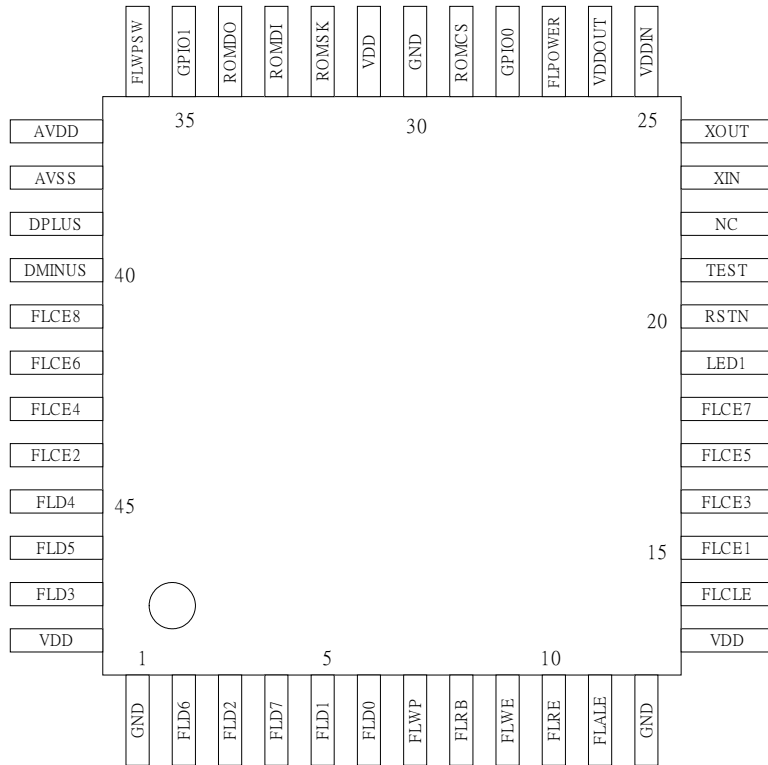 FLWPSW
GPIO1
ROMDO
ROMDI
ROMSK
VDD
GND
ROMCS
GPIO0
FLPOWER
VDDOUT
VDDIN
35
30
25
AVDD
XOUT
AVSS
XIN
DPLUS
NC
DMINUS
40
TEST
FLCE8
20
RSTN
FLCE6
LED1
FLCE4
FLCE7
FLCE2
FLCE5
FLD4
45
FLCE3
FLD5
15
FLCE1
FLD3
FLCLE
VDD
VDD
1
5
10
GND
FLD6
FLD2
FLD7
FLD1
FLD0
FLWP
FLRB
FLWE
FLRE
FLALE
GND